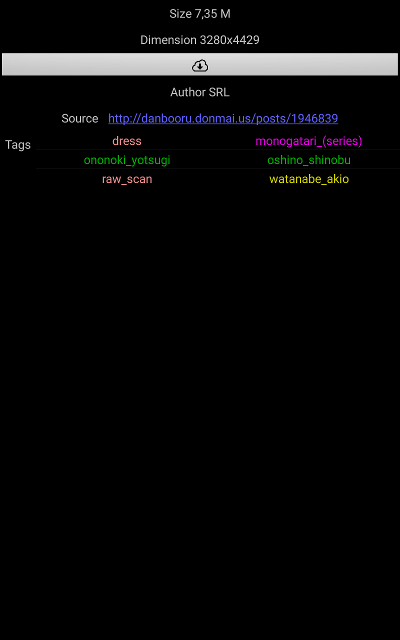 Size 7,35 M
Dimension 3280x4429
Author SRL
Source http://danbooru.donmai.us/posts/1946839
Tags
dress monogatari_(series)
ononoki_yotsugi oshino_shinobu
raw_scan watanabe_akio